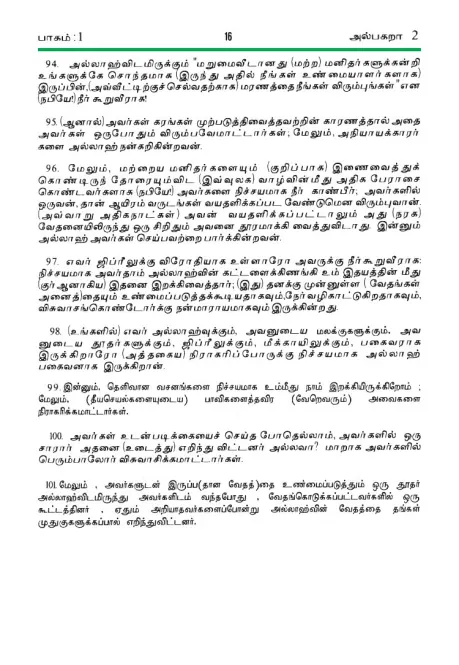 பாகம் : 1 16 அல்பகறா 2
94. அல்லாஹ்விடமிருக்கும் "மறுமைவீடானது (மற்ற) மனிதர்களுக்கன்றி
உங்களுக்கே சொந்தமாக (இருந்து அதில் நீங்கள் உண்மையாளர்களாக)
இருப்பின்,(அவ்வீட்டிற்குச்செல்வதற்காக) மரணத்தை நீங்கள் விரும்புங்கள்" என
(நபியே!) நீர் கூறுவீராக!
95. (ஆனால்) அவர்கள் கரங்கள் முற்படுத்திவைத்தவற்றின் காரணத்தால் அதை
அவர்கள் ஒருபோதும் விரும்பவேமாட்டார்கள்; மேலும், அநியாயக்காரர்
களை அல்லாஹ் நன்கறிகின்றவன்.
96. மேலும், மற்றைய மனிதர்களையும் (குறிப்பாக) இணைவைத்துக்
கொண்டிருந் தோரையும்விட (இவ்வுலக) வாழ்வின்மீது அதிக பேராசை
கொண்டவர்களாக (நபியே!) அவர்களை நிச்சயமாக நீர் காண்பீர்; அவர்களில்
ஒருவன், தான் ஆயிரம் வருடங்கள் வயதளிக்கப்பட வேண்டுமென விரும்புவான்,
(அவ்வாறு அதிகநாட்கள்) அவன் வயதளிக்கப்பட்டாலும் அது (நரக)
வேதனையிலிருந்து ஒரு சிறிதும் அவனை தூரமாக்கி வைத்துவிடாது. இன்னும்
அல்லாஹ் அவர்கள் செய்பவற்றை பார்க்கின்றவன்.
97. எவர் ஜிப்ரீலுக்கு விரோதியாக உள்ளாரோ அவருக்கு நீர்கூறுவீராக:
நிச்சயமாக அவர்தாம் அல்லாஹ்வின் கட்டளைக்கிணங்கி உம் இதயத்தின் மீது
(குர்ஆனாகிய) இதனை இறக்கிவைத்தார்; (இது) தனக்கு முன்னுள்ள ( வேதங்கள்
அனைத்)தையும் உண்மைப்படுத்தக்கூடியதாகவும்,நேர்வழிகாட்டுகிறதாகவும்,
விசுவாசங்கொண்டோர்க்கு நன்மாராயமாகவும் இருக்கின்றது.
98. (உங்களில்) எவர் அல்லாஹ்வுக்கும், அவனுடைய மலக்குகளுக்கும், அவ
னுடைய தூதர்களுக்கும், ஜிப்ரீலுக்கும், மீக்காயிலுக்கும், பகைவராக
இருக்கிறாரோ (அத்தகைய) நிராகரிப்போருக்கு நிச்சயமாக அல்லாஹ்
பகைவனாக இருக்கிறான்.
99. இன்னும், தெளிவான வசனங்களை நிச்சயமாக உம்மீது நாம் இறக்கியிருக்கிறோம் ;
மேலும், (தீயசெயல்களையுடைய) பாவிகளைத்தவிர (வேறெவரும்) அவைகளை
நிராகரிக்கமாட்டார்கள்.
100. அவர்கள் உடன்படிக்கையைச் செய்த போதெல்லாம், அவர்களில் ஒரு
சாரார் அதனை (உடைத்து) எறிந்து விட்டனர் அல்லவா? மாறாக அவர்களில்
பெரும்பாலோர் விசுவாசிக்கமாட்டார்கள்.
101. மேலும் , அவர்களுடன் இருப்ப(தான வேதத்)தை உண்மைப்படுத்தும் ஒரு தூதர்
அல்லாஹ்விடமிருந்து அவர்களிடம் வந்தபோது , வேதங்கொடுக்கப்பட்டவர்களில் ஒரு
கூட்டத்தினர் , ஏதும் அறியாதவர்களைப்போன்று அல்லாஹ்வின் வேதத்தை தங்கள்
முதுகுகளுக்கப்பால் எறிந்துவிட்டனர்.